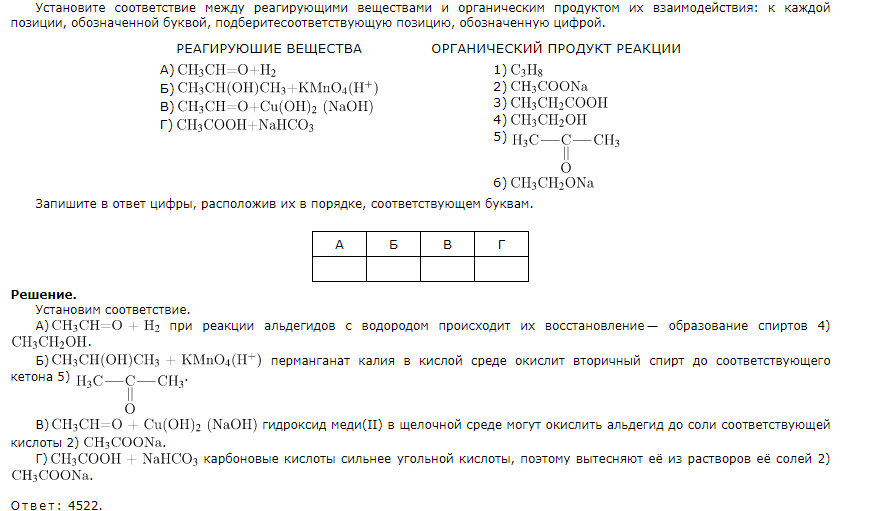 Установите соответствие между реагирующими веществами и органическим продуктом их взаимодействия: к каждой
позиции, обозначенной буквой, подберитесоответствующую позицию, обозначенную цифрой.
РЕАГИРУЮШИЕ ВЕЩЕСТВА
А) CH₃CH=O+H₂
Б) CH₃CH(OH)CH₃+KMnO₄(H⁺)
В) CH₃CH=O+Cu(OH)₂ (NaOH)
Г) CH₃COOH+NaHCO₃
ОРГАНИЧЕСКИЙ ПРОДУКТ РЕАКЦИИ
1) C₃H₈
2) CH₃COONa
3) CH₃CH₂COOH
4) CH₃CH₂OH
5) H₃C—C—CH₃
||
O
6) CH₃CH₂ONa
Запишите в ответ цифры, расположив их в порядке, соответствующем буквам.
А Б В Г
Решение.
Установим соответствие.
А) CH₃CH=O + H₂ при реакции альдегидов с водородом происходит их восстановление — образование спиртов 4)
CH₃CH₂OH.
Б) CH₃CH(OH)CH₃ + KMnO₄(H⁺) перманганат калия в кислой среде окислит вторичный спирт до соответствующего
кетона 5) H₃C—C—CH₃.
||
O
В) CH₃CH=O + Cu(OH)₂ (NaOH) гидроксид меди(II) в щелочной среде могут окислить альдегид до соли соответствующей
кислоты 2) CH₃COONa.
Г) CH₃COOH + NaHCO₃ карбоновые кислоты сильнее угольной кислоты, поэтому вытесняют её из растворов её солей 2)
CH₃COONa.
Ответ: 4522.